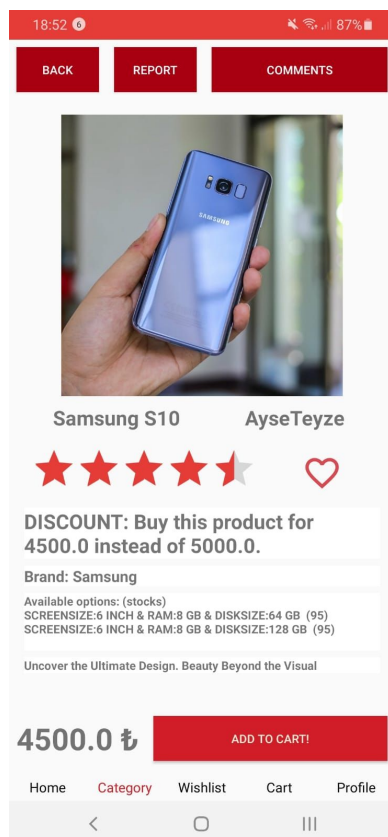 18:52 6 87%
BACK REPORT COMMENTS
SAMSUNG
Samsung S10 AyseTeyze
DISCOUNT: Buy this product for
4500.0 instead of 5000.0.
Brand: Samsung
Available options: (stocks)
SCREENSIZE:6 INCH & RAM:8 GB & DISKSIZE:64 GB (95)
SCREENSIZE:6 INCH & RAM:8 GB & DISKSIZE:128 GB (95)
Uncover the Ultimate Design. Beauty Beyond the Visual
4500.0 ₺ ADD TO CART!
Home Category Wishlist Cart Profile